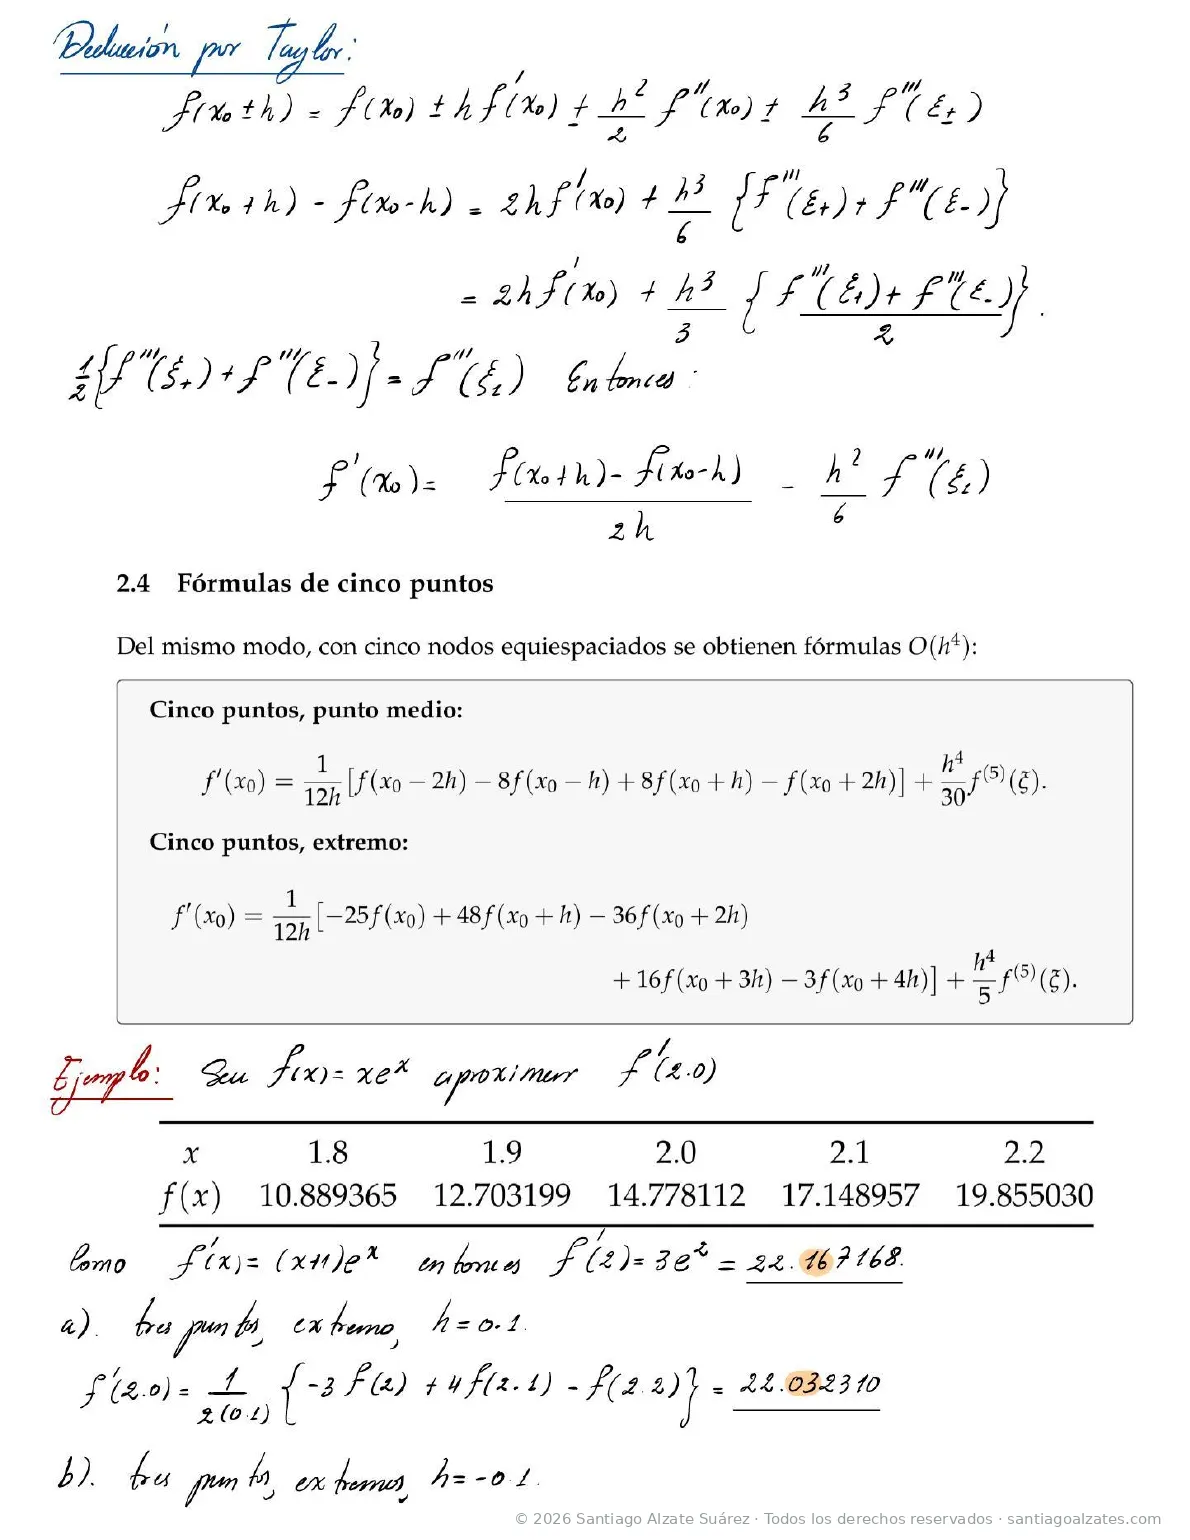 Deducción por Taylor:
f(x₀ ± h) = f(x₀) ± h f'(x₀) ± h²/2 f''(x₀) ± h³/6 f'''(ξ±)
f(x₀ + h) - f(x₀ - h) = 2h f'(x₀) + h³/6 {f'''(ξ₊) + f'''(ξ₋)}
= 2h f'(x₀) + h³/3 { (f'''(ξ₊) + f'''(ξ₋))/2 }.
1/2 {f'''(ξ₊) + f'''(ξ₋)} = f'''(ξ₁) Entonces:
f'(x₀) = (f(x₀+h) - f(x₀-h))/2h - h²/6 f'''(ξ₁)
2.4 Fórmulas de cinco puntos
Del mismo modo, con cinco nodos equiespaciados se obtienen fórmulas O(h⁴):
Cinco puntos, punto medio:
f'(x₀) = 1/12h [f(x₀ − 2h) − 8f(x₀ − h) + 8f(x₀ + h) − f(x₀ + 2h)] + h⁴/30 f⁽⁵⁾(ξ).
Cinco puntos, extremo:
f'(x₀) = 1/12h [−25f(x₀) + 48f(x₀ + h) − 36f(x₀ + 2h)
+ 16f(x₀ + 3h) − 3f(x₀ + 4h)] + h⁴/5 f⁽⁵⁾(ξ).
Ejemplo: Sea f(x) = xeˣ aproximar f'(2.0)
x 1.8 1.9 2.0 2.1 2.2
f(x) 10.889365 12.703199 14.778112 17.148957 19.855030
Como f'(x) = (x+1)eˣ entonces f'(2) = 3e² = 22.167168.
a). tres puntos, extremo, h = 0.1.
f'(2.0) = 1/2(0.1) {-3 f(2) + 4 f(2.1) - f(2.2)} = 22.032310
b). tres puntos, extremos, h = -0.1.
© 2026 Santiago Alzate Suárez · Todos los derechos reservados · santiagoalzates.com